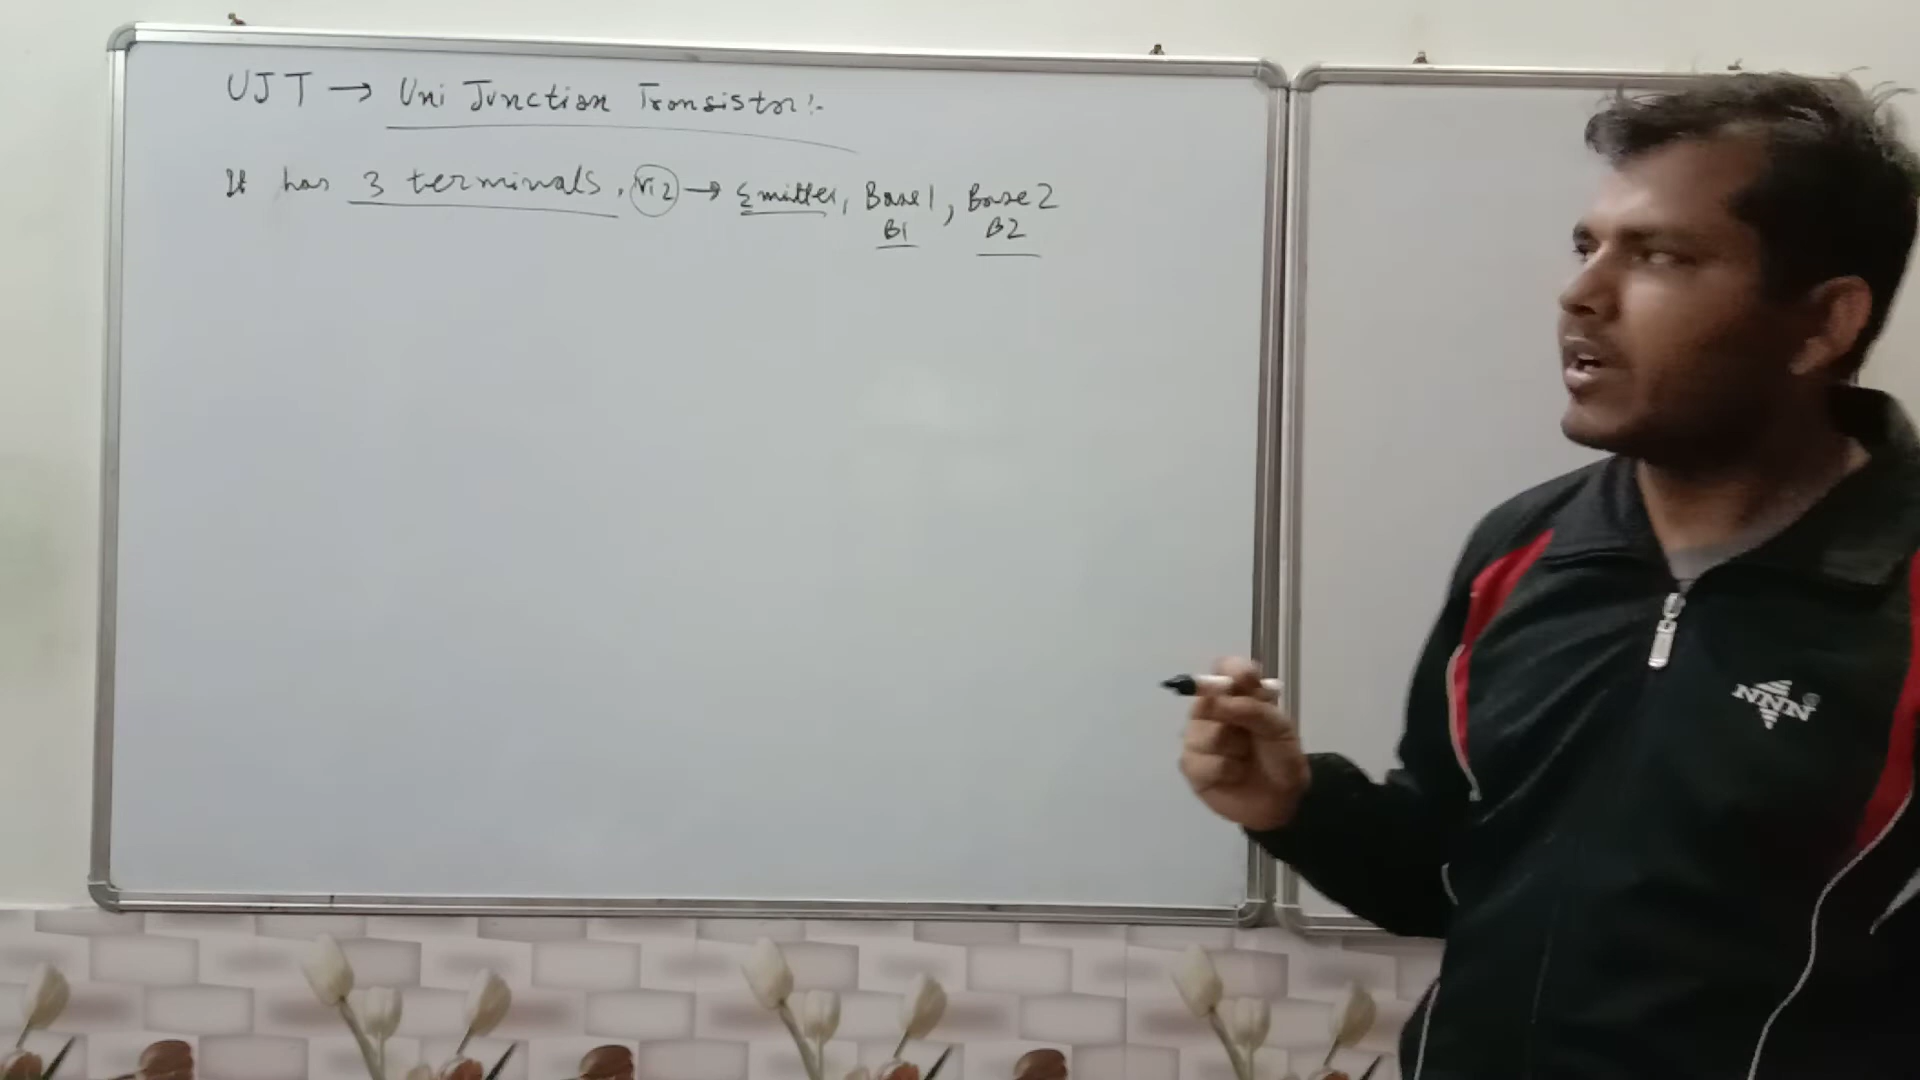 UJT → Uni Junction Transistor:-
It has 3 terminals, viz → Emitter, Base1, Base2
B1 B2
NNN